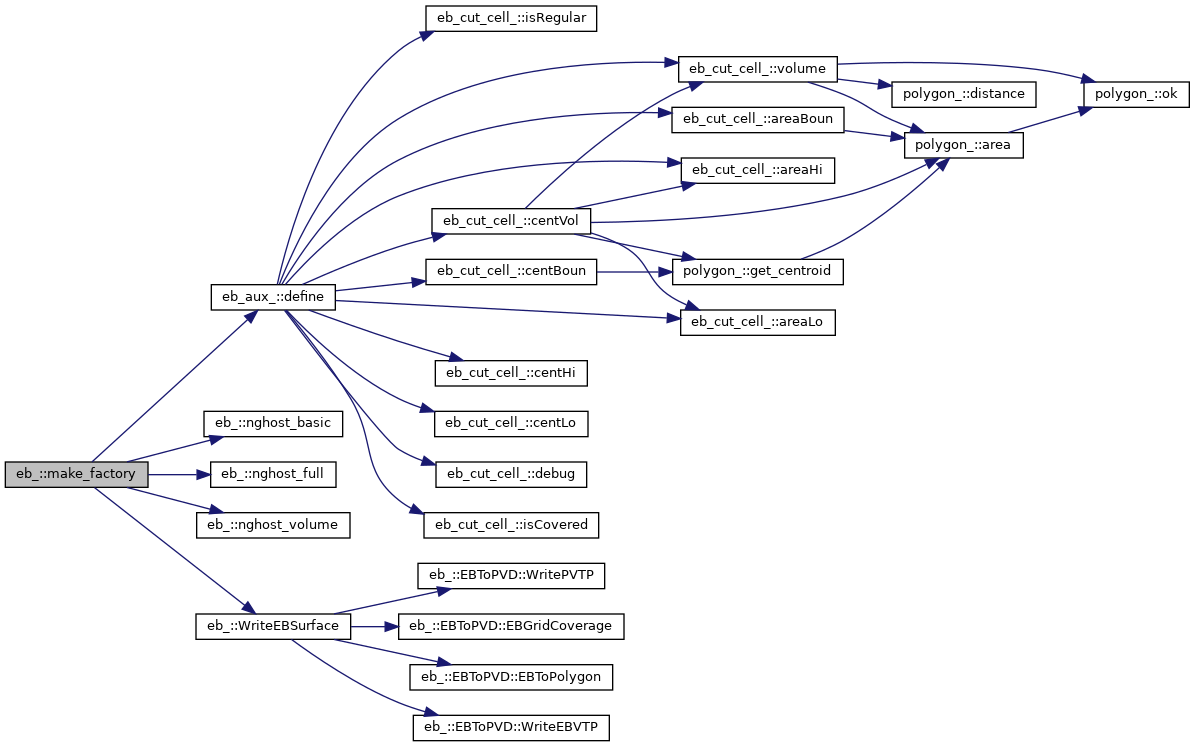 eb_cut_cell_::isRegular
eb_cut_cell_::volume
polygon_::distance
polygon_::ok
eb_cut_cell_::areaBoun
polygon_::area
eb_cut_cell_::areaHi
eb_cut_cell_::centVol
eb_cut_cell_::centBoun
polygon_::get_centroid
eb_aux_::define
eb_cut_cell_::areaLo
eb_cut_cell_::centHi
eb_cut_cell_::centLo
eb_::nghost_basic
eb_::make_factory
eb_::nghost_full
eb_cut_cell_::debug
eb_::nghost_volume
eb_cut_cell_::isCovered
eb_::EBToPVD::WritePVTP
eb_::WriteEBSurface
eb_::EBToPVD::EBGridCoverage
eb_::EBToPVD::EBToPolygon
eb_::EBToPVD::WriteEBVTP